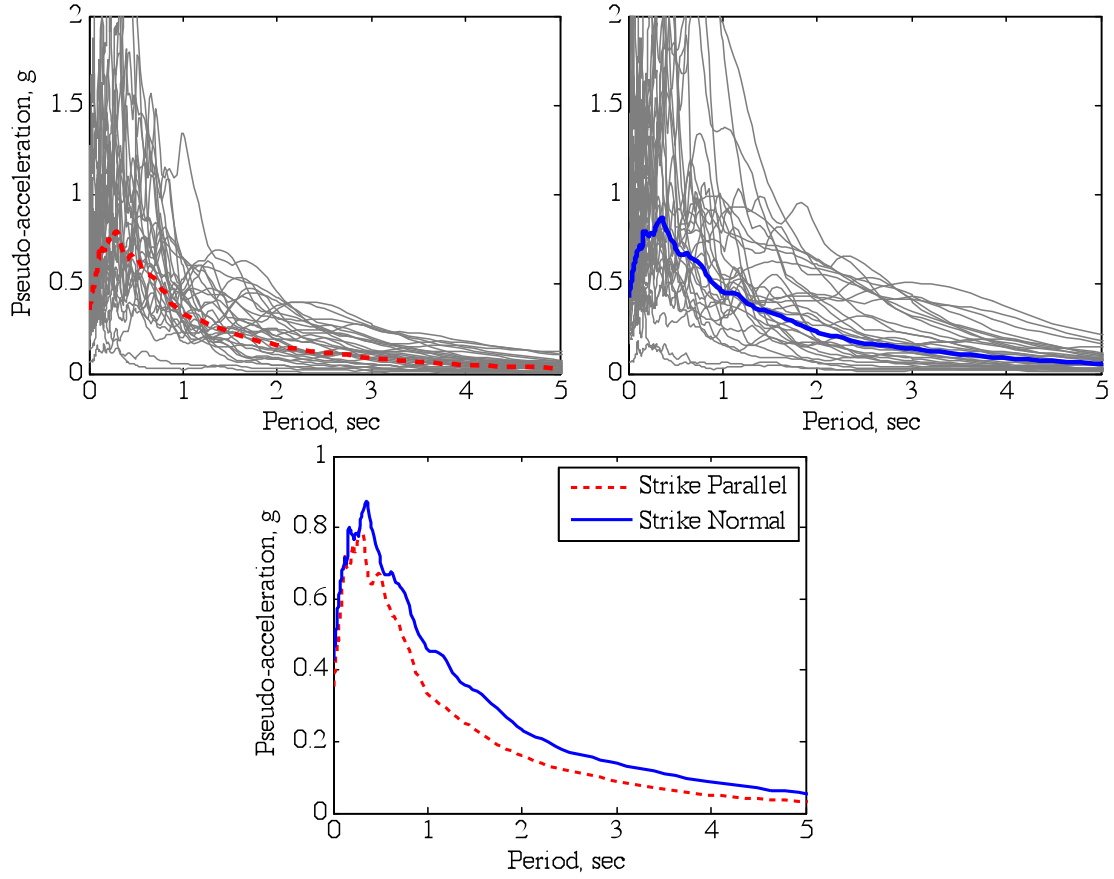 2
1.5
1
0.5
0
Pseudo-acceleration, g
0 1 2 3 4 5
Period, sec
2
1.5
1
0.5
0
0 1 2 3 4 5
Period, sec
1
0.8
0.6
0.4
0.2
0
Pseudo-acceleration, g
Strike Parallel
Strike Normal
0 1 2 3 4 5
Period, sec